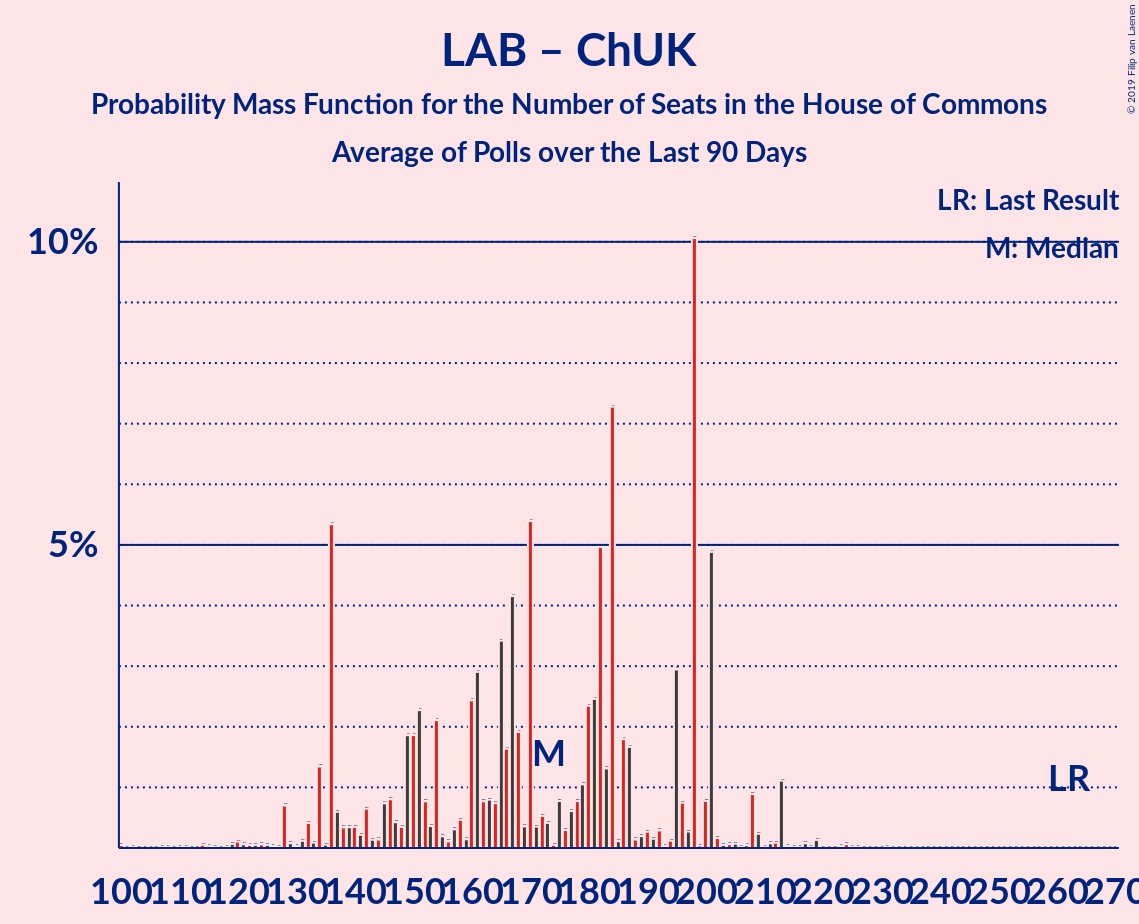 LAB – ChUK
Probability Mass Function for the Number of Seats in the House of Commons
Average of Polls over the Last 90 Days
© 2019 Filip van Laenen
LR: Last Result
M: Median
10%
5%
M
LR
100 110 120 130 140 150 160 170 180 190 200 210 220 230 240 250 260 270